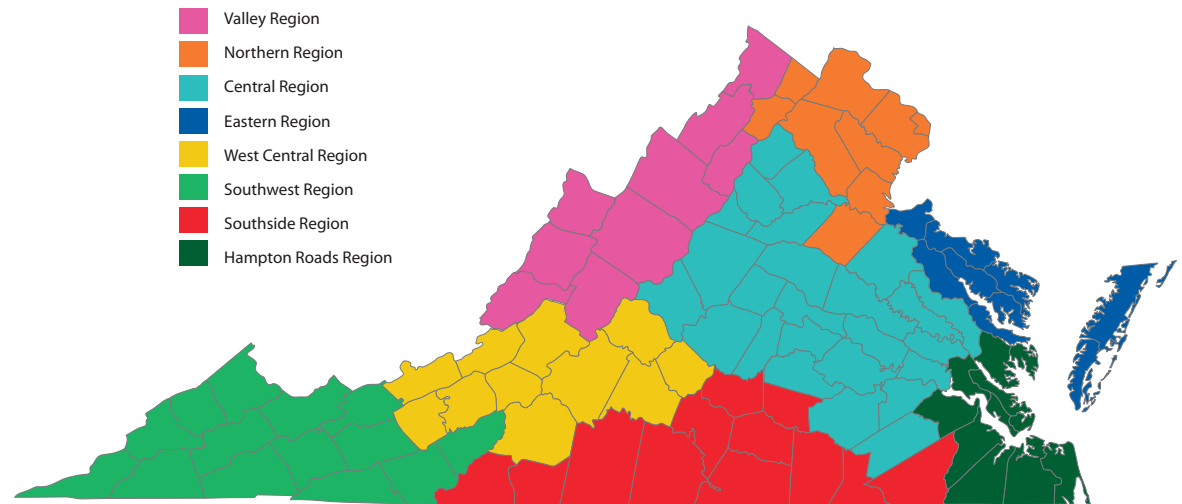 Valley Region
Northern Region
Central Region
Eastern Region
West Central Region
Southwest Region
Southside Region
Hampton Roads Region